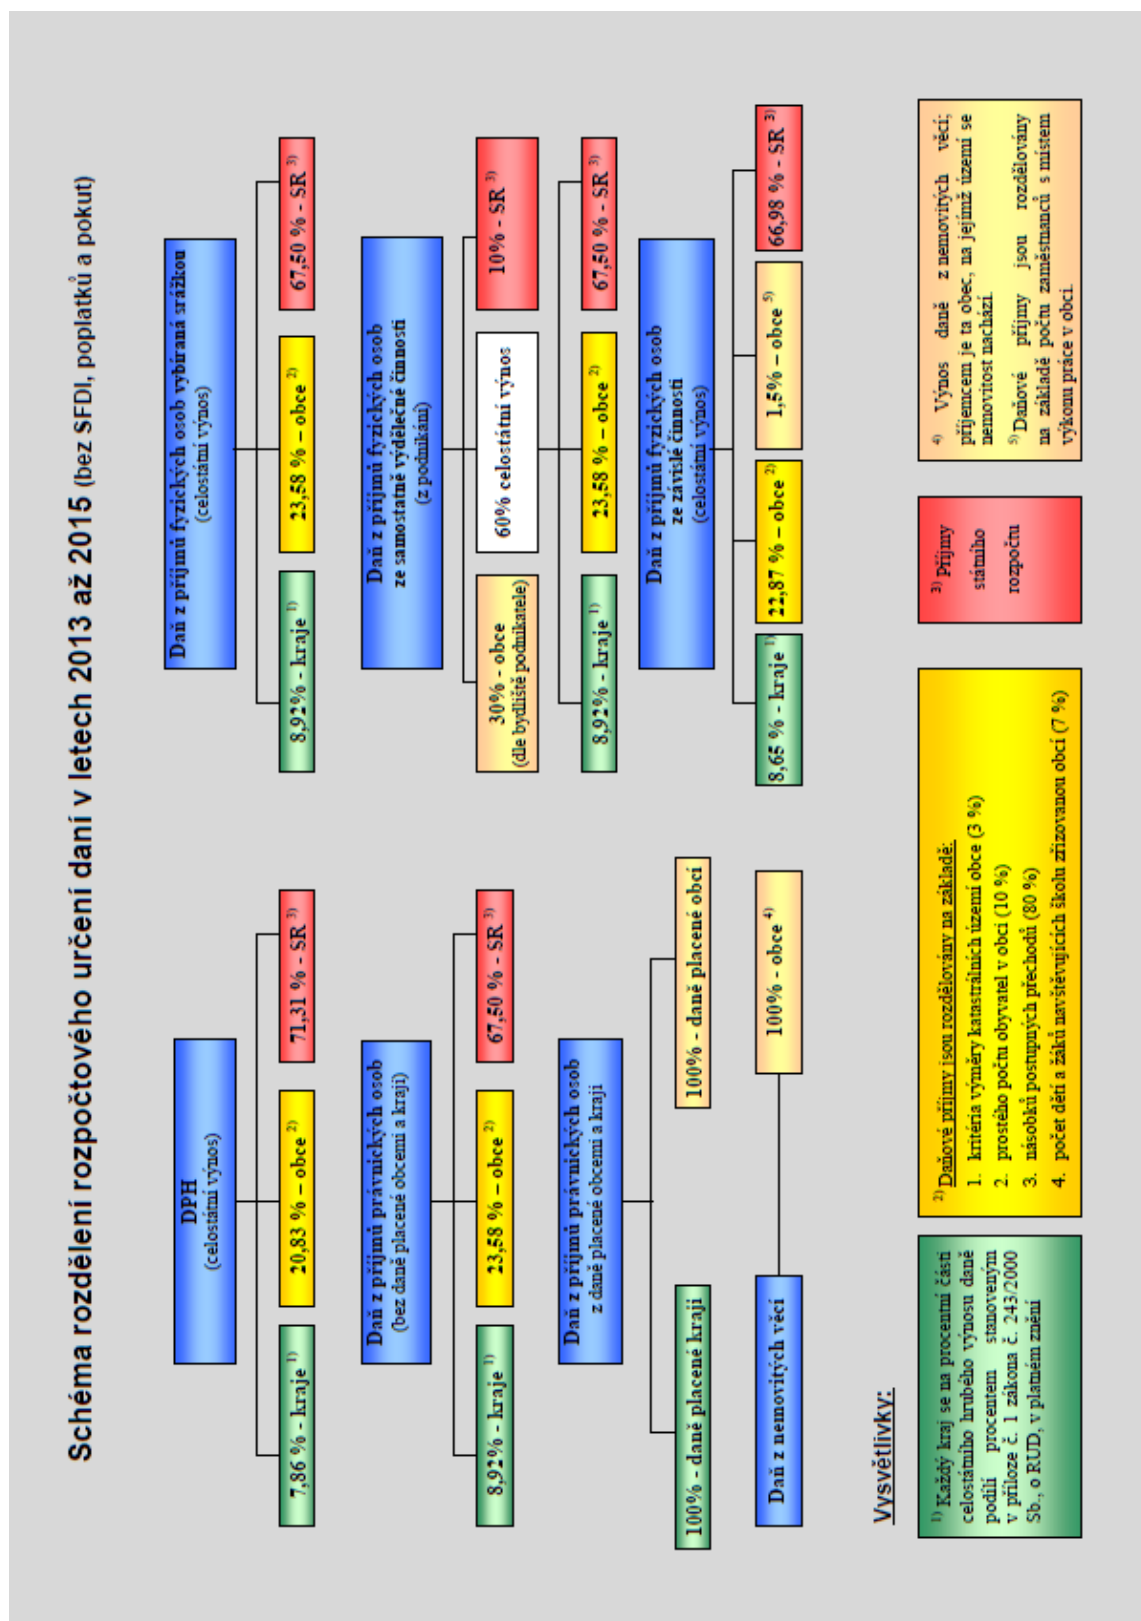 Schéma rozdělení rozpočtového určení daní v letech 2013 až 2015 (bez SFDI, poplatků a pokut)
DPH
(celostátní výnos)
7,86 % - kraje 1)
20,83 % – obce 2)
71,31 % - SR 3)
Daň z příjmů právnických osob
(bez daně placené obcemi a kraji)
8,92% - kraje 1)
23,58 % – obce 2)
67,50 % - SR 3)
Daň z příjmů právnických osob
z daně placené obcemi a kraji
100% - daně placené kraji
100% - daně placené obcí
Daň z nemovitých věcí
100% - obce 4)
Daň z příjmů fyzických osob vybíraná srážkou
(celostátní výnos)
8,92% - kraje 1)
23,58 % – obce 2)
67,50 % - SR 3)
Daň z příjmů fyzických osob
ze samostatně výdělečné činnosti
(z podnikání)
30% - obce
(dle bydliště podnikatele)
60% celostátní výnos
10% - SR 3)
8,92% - kraje 1)
23,58 % – obce 2)
67,50 % - SR 3)
Daň z příjmů fyzických osob
ze závislé činnosti
(celostátní výnos)
8,65 % - kraje 1)
22,87 % – obce 2)
1,5% – obce 5)
66,98 % - SR 3)
Vysvětlivky:
1) Každý kraj se na procentní části
celostátního hrubého výnosu daně
podílí procentem stanoveným
v příloze č. 1 zákona č. 243/2000
Sb., o RUD, v platném znění
2) Daňové příjmy jsou rozdělovány na základě:
1. kritéria výměry katastrálních území obce (3 %)
2. prostého počtu obyvatel v obci (10 %)
3. násobků postupných přechodů (80 %)
4. počet dětí a žáků navštěvujících školu zřizovanou obcí (7 %)
3) Příjmy
státního
rozpočtu
4) Výnos daně z nemovitých věcí;
příjemcem je ta obec, na jejímž území se
nemovitost nachází.
5) Daňové příjmy jsou rozdělovány
na základě počtu zaměstnanců s místem
výkonu práce v obci.